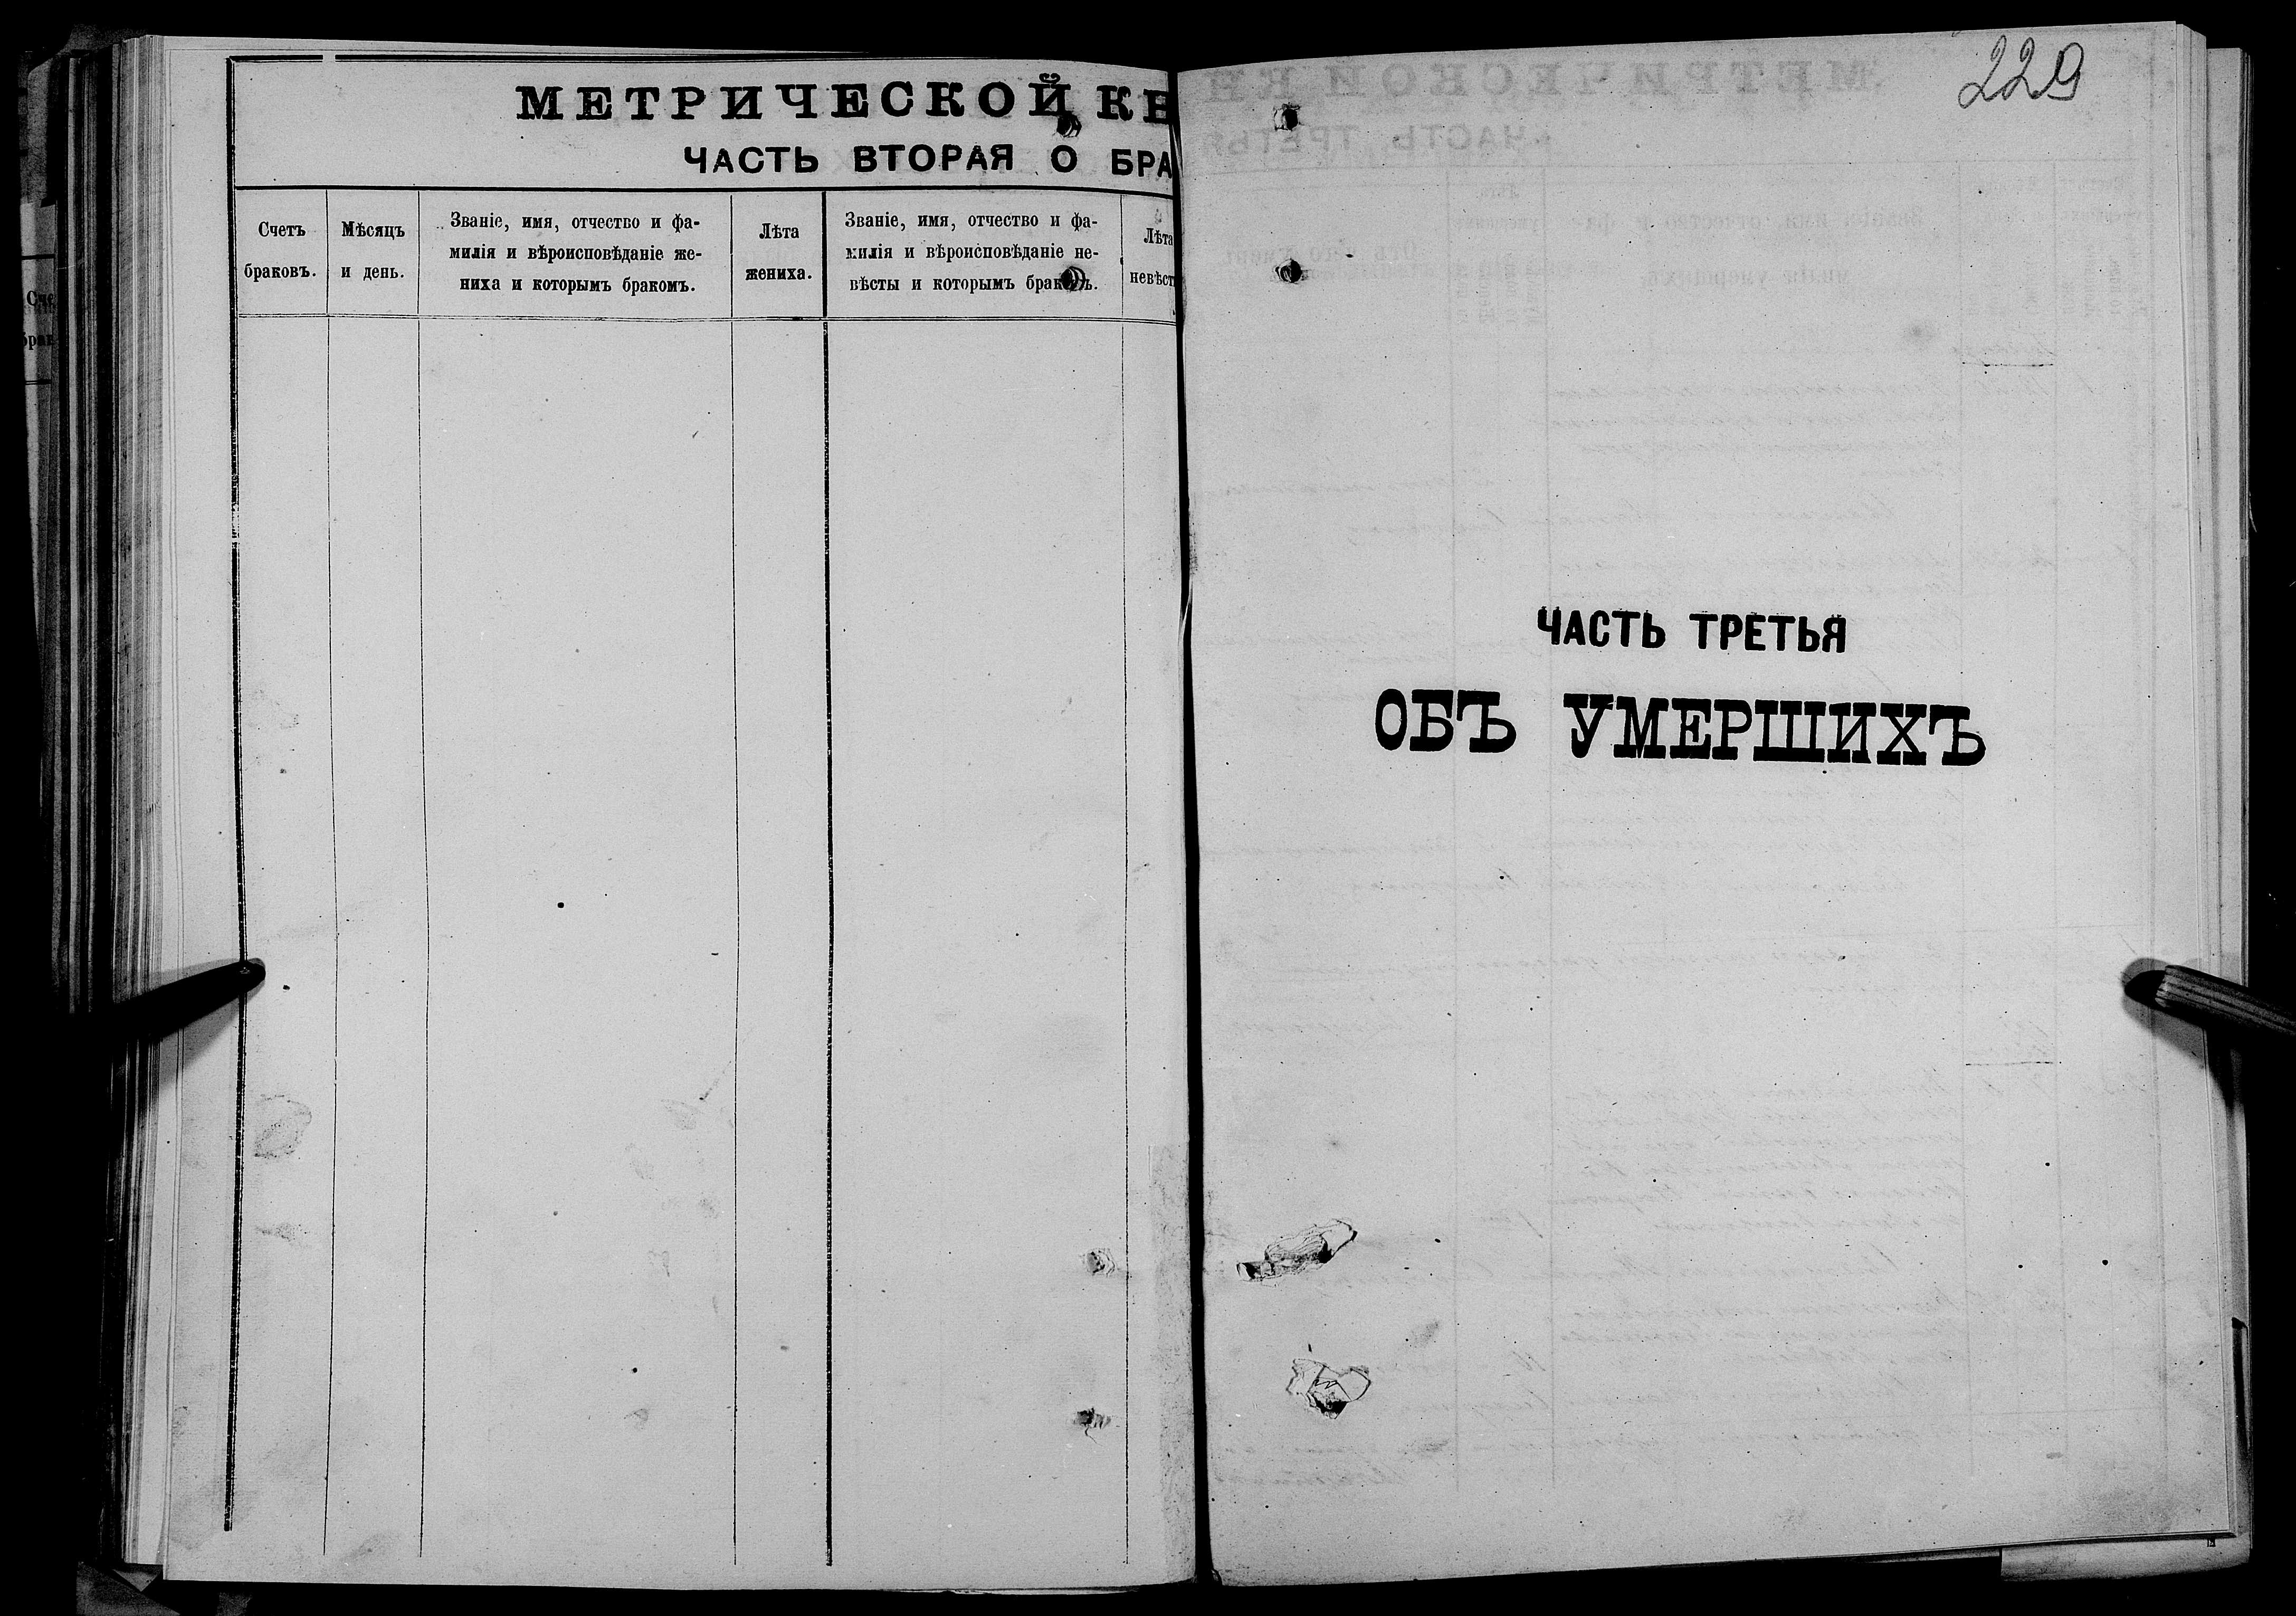 МЕТРИЧЕСКОЙ КН
ЧАСТЬ ВТОРАЯ О БРА
Счетъ
браковъ.
Мѣсяцъ
и день.
Званіе, имя, отчество и фа-
милія и вѣроисповѣданіе же-
ниха и которымъ бракомъ.
Лѣта
жениха.
Званіе, имя, отчество и фа-
милія и вѣроисповѣданіе не-
вѣсты и которымъ бракомъ.
Лѣта
невѣст
229
ЧАСТЬ ТРЕТЬЯ
ОБЪ УМЕРШИХЪ